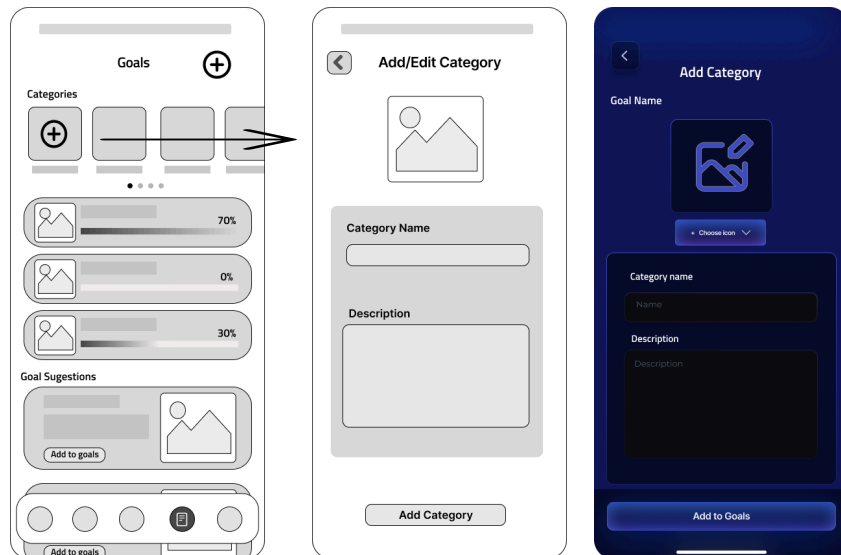 Goals
Categories
70%
0%
30%
Goal Sugestions
Add to goals
Add to goals
Add/Edit Category
Category Name
Description
Add Category
Add Category
Goal Name
+ Choose icon
Category name
Name
Description
Description
Add to Goals